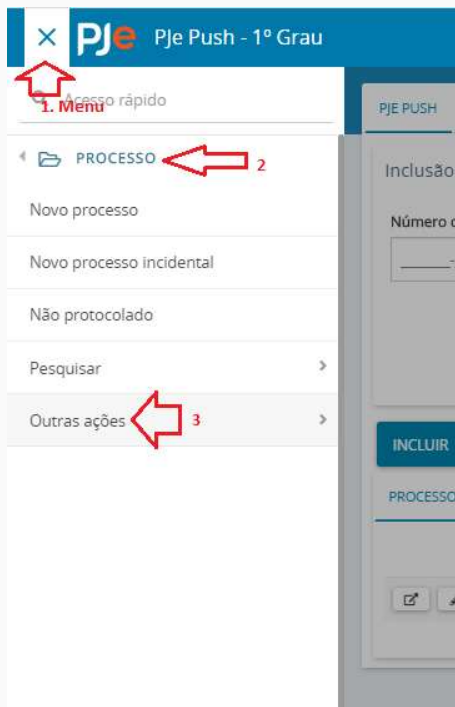 PJe PJe Push - 1º Grau
Acesso rápido
1. Menu
PROCESSO 2
Novo processo
Novo processo incidental
Não protocolado
Pesquisar
Outras ações 3
PJE PUSH
Inclusão
Número
INCLUIR
PROCESSO